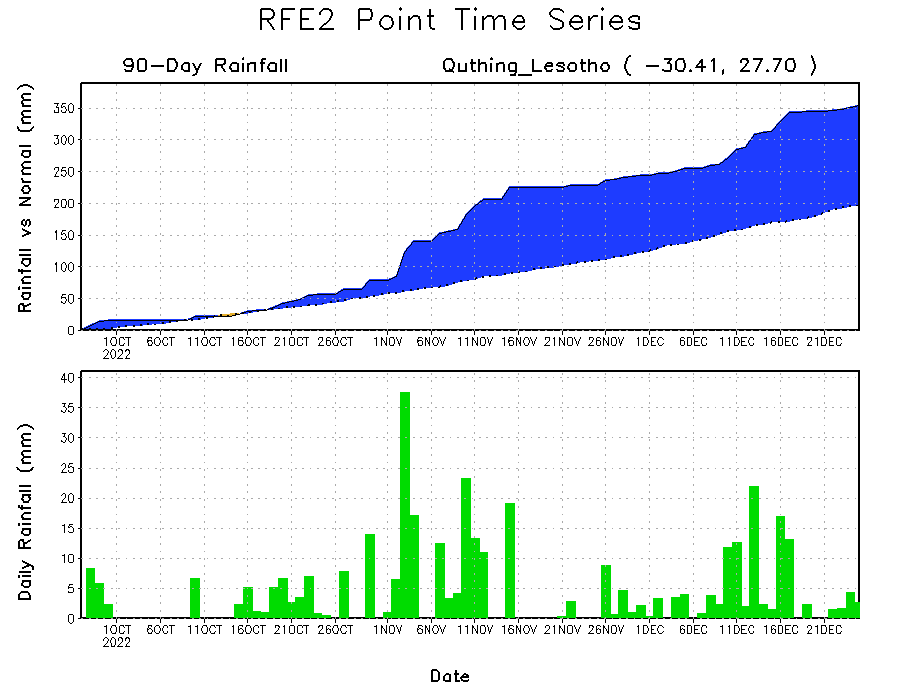 RFE2 Point Time Series
90-Day Rainfall
Quthing_Lesotho ( -30.41, 27.70 )
Rainfall vs Normal (mm)
350
300
250
200
150
100
50
0
1OCT 6OCT 11OCT 16OCT 21OCT 26OCT 1NOV 6NOV 11NOV 16NOV 21NOV 26NOV 1DEC 6DEC 11DEC 16DEC 21DEC
2022
Daily Rainfall (mm)
40
35
30
25
20
15
10
5
0
1OCT 6OCT 11OCT 16OCT 21OCT 26OCT 1NOV 6NOV 11NOV 16NOV 21NOV 26NOV 1DEC 6DEC 11DEC 16DEC 21DEC
2022
Date